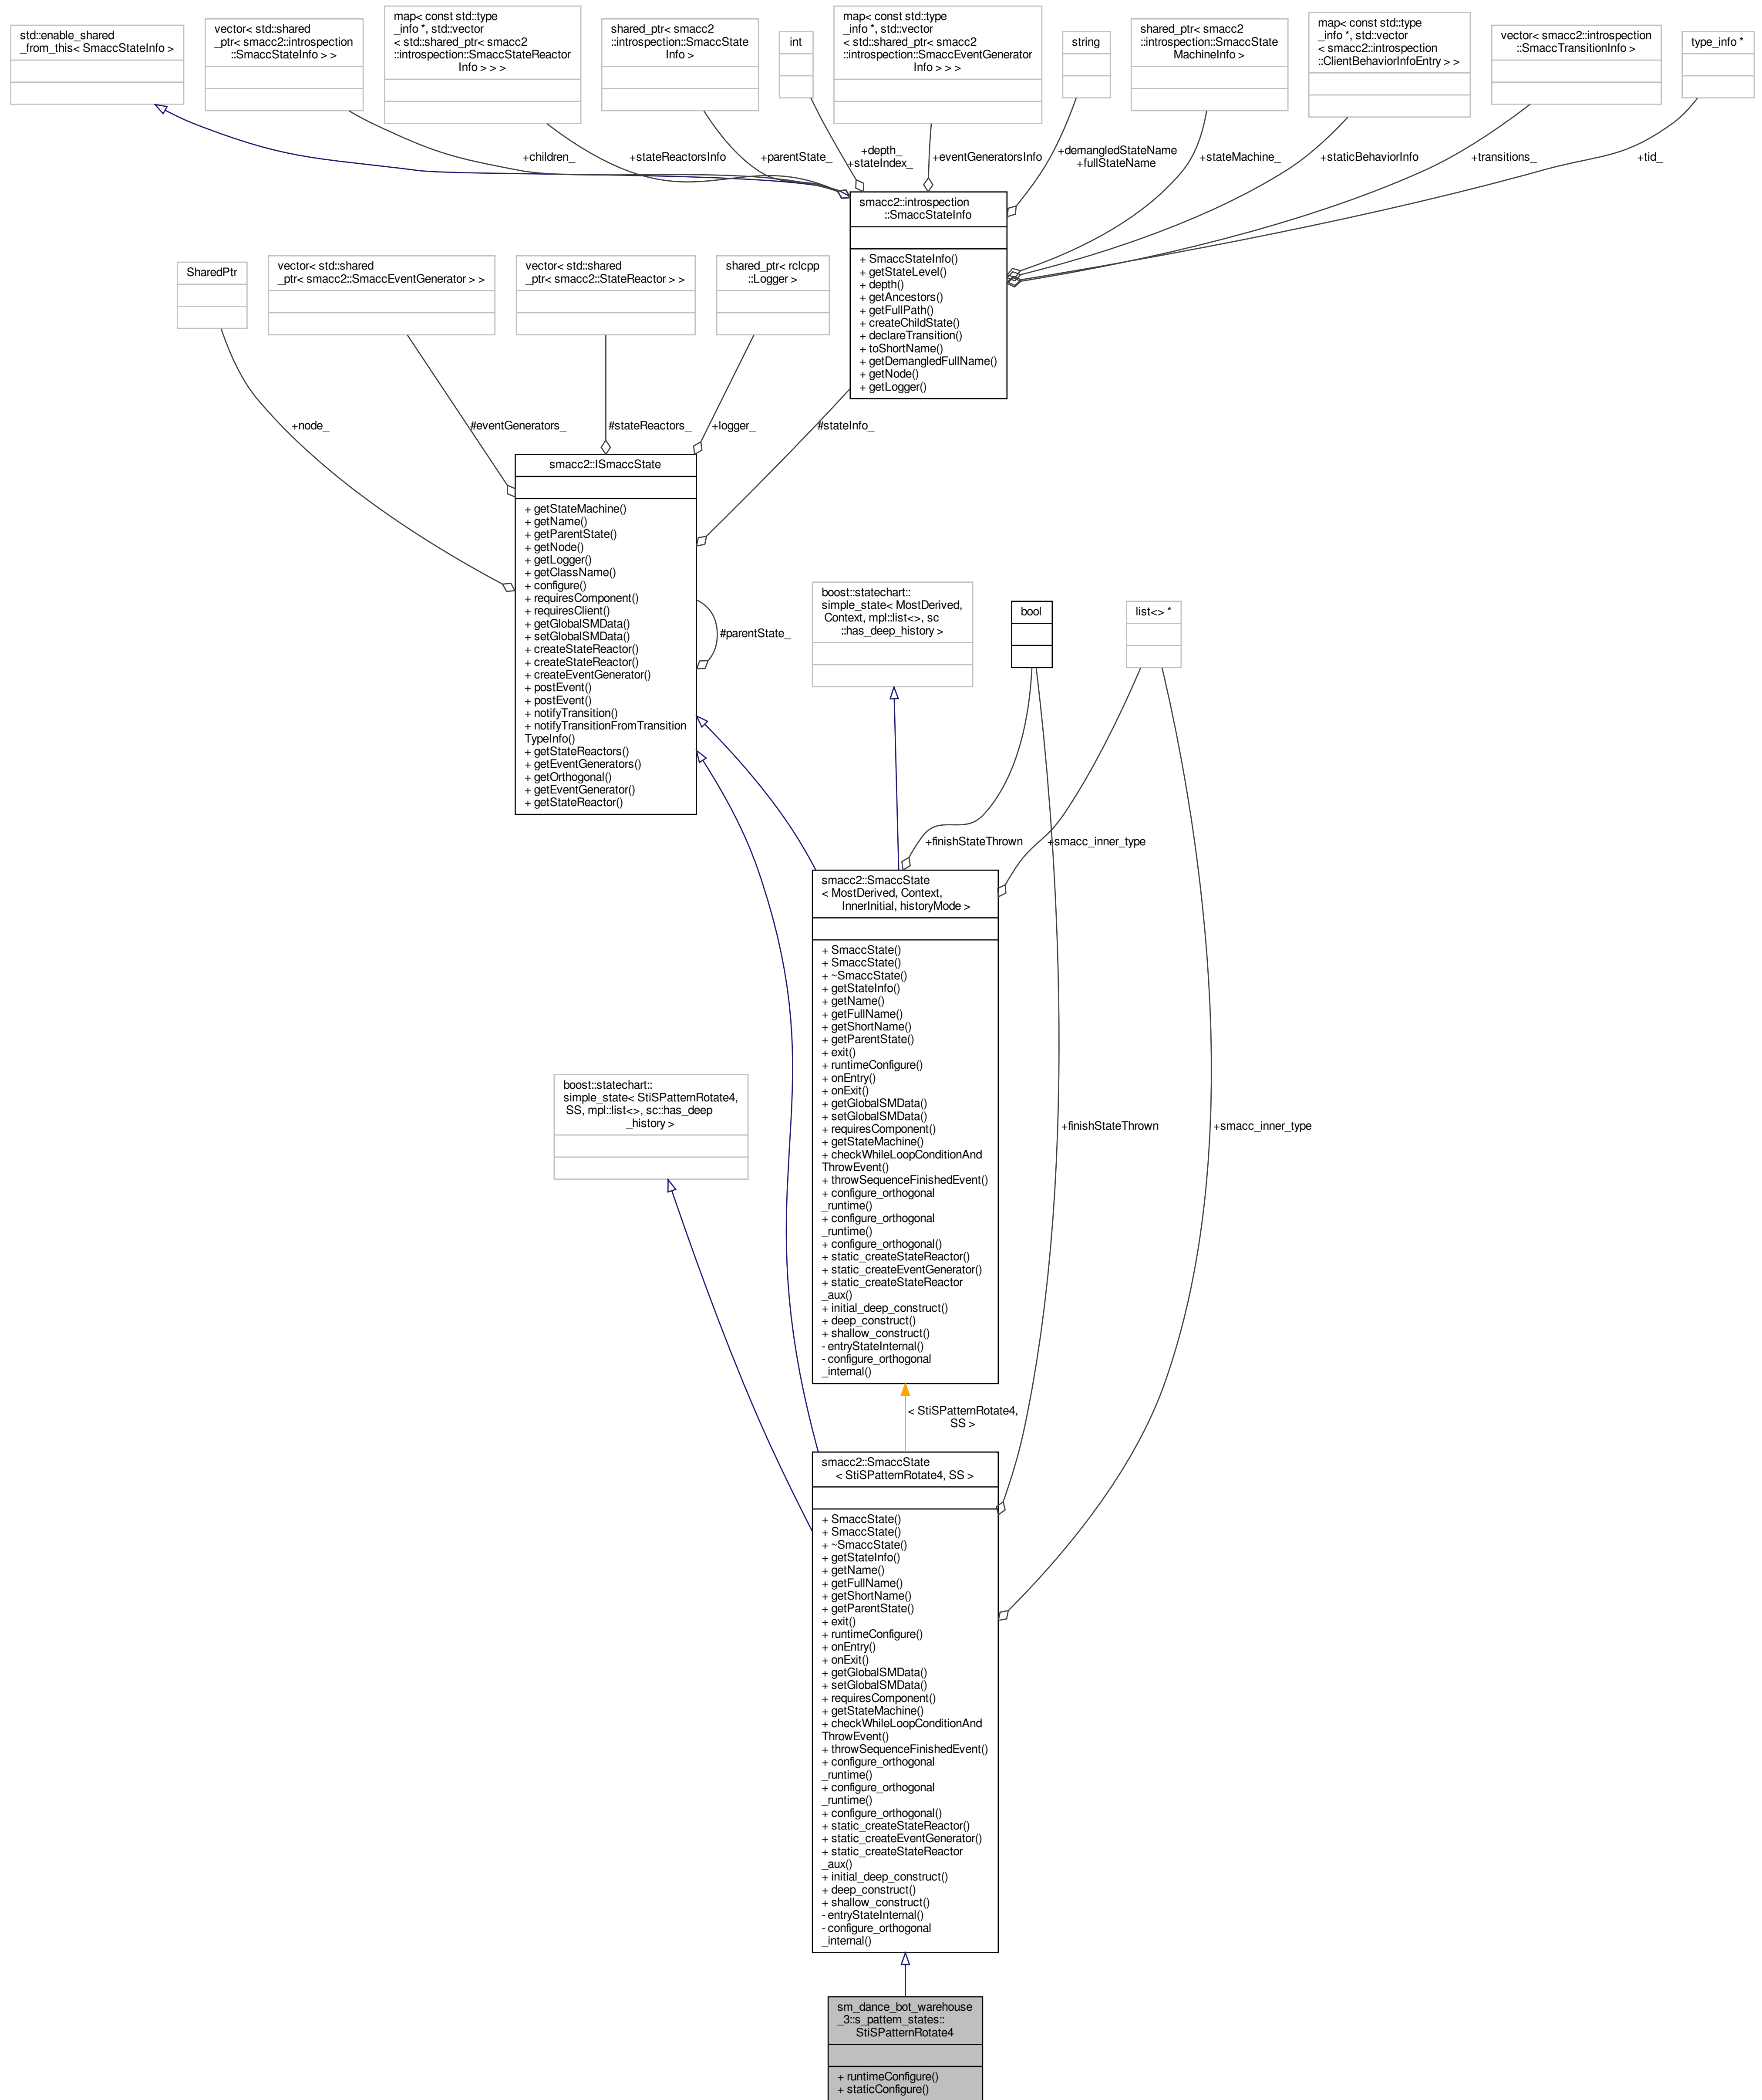 std::enable_shared
_from_this< SmaccStateInfo >
vector< std::shared
_ptr< smacc2::introspection
::SmaccStateInfo > >
map< const std::type
_info *, std::vector
< std::shared_ptr< smacc2
::introspection::SmaccStateReactor
Info > > >
shared_ptr< smacc2
::introspection::SmaccState
Info >
int
map< const std::type
_info *, std::vector
< std::shared_ptr< smacc2
::introspection::SmaccEventGenerator
Info > > >
string
shared_ptr< smacc2
::introspection::SmaccState
MachineInfo >
map< const std::type
_info *, std::vector
< smacc2::introspection
::ClientBehaviorInfoEntry > >
vector< smacc2::introspection
::SmaccTransitionInfo >
type_info *
+children_
+stateReactorsInfo
+parentState_
+depth_
+stateIndex_
+eventGeneratorsInfo
+demangledStateName
+fullStateName
+stateMachine_
+staticBehaviorInfo
+transitions_
+tid_
smacc2::introspection
::SmaccStateInfo
+ SmaccStateInfo()
+ getStateLevel()
+ depth()
+ getAncestors()
+ getFullPath()
+ createChildState()
+ declareTransition()
+ toShortName()
+ getDemangledFullName()
+ getNode()
+ getLogger()
SharedPtr
vector< std::shared
_ptr< smacc2::SmaccEventGenerator > >
vector< std::shared
_ptr< smacc2::StateReactor > >
shared_ptr< rclcpp
::Logger >
+node_
#eventGenerators_
#stateReactors_
+logger_
#stateInfo_
smacc2::ISmaccState
+ getStateMachine()
+ getName()
+ getParentState()
+ getNode()
+ getLogger()
+ getClassName()
+ configure()
+ requiresComponent()
+ requiresClient()
+ getGlobalSMData()
+ setGlobalSMData()
+ createStateReactor()
+ createStateReactor()
+ createEventGenerator()
+ postEvent()
+ postEvent()
+ notifyTransition()
+ notifyTransitionFromTransition
TypeInfo()
+ getStateReactors()
+ getEventGenerators()
+ getOrthogonal()
+ getEventGenerator()
+ getStateReactor()
#parentState_
boost::statechart::
simple_state< MostDerived,
Context, mpl::list<>, sc
::has_deep_history >
bool
list<> *
+finishStateThrown
+smacc_inner_type
smacc2::SmaccState
< MostDerived, Context,
InnerInitial, historyMode >
+ SmaccState()
+ SmaccState()
+ ~SmaccState()
+ getStateInfo()
+ getName()
+ getFullName()
+ getShortName()
+ getParentState()
+ exit()
+ runtimeConfigure()
+ onEntry()
+ onExit()
+ getGlobalSMData()
+ setGlobalSMData()
+ requiresComponent()
+ getStateMachine()
+ checkWhileLoopConditionAnd
ThrowEvent()
+ throwSequenceFinishedEvent()
+ configure_orthogonal
_runtime()
+ configure_orthogonal
_runtime()
+ configure_orthogonal()
+ static_createStateReactor()
+ static_createEventGenerator()
+ static_createStateReactor
_aux()
+ initial_deep_construct()
+ deep_construct()
+ shallow_construct()
- entryStateInternal()
- configure_orthogonal
_internal()
boost::statechart::
simple_state< StiSPatternRotate4,
SS, mpl::list<>, sc::has_deep
_history >
+finishStateThrown
+smacc_inner_type
< StiSPatternRotate4,
SS >
smacc2::SmaccState
< StiSPatternRotate4, SS >
+ SmaccState()
+ SmaccState()
+ ~SmaccState()
+ getStateInfo()
+ getName()
+ getFullName()
+ getShortName()
+ getParentState()
+ exit()
+ runtimeConfigure()
+ onEntry()
+ onExit()
+ getGlobalSMData()
+ setGlobalSMData()
+ requiresComponent()
+ getStateMachine()
+ checkWhileLoopConditionAnd
ThrowEvent()
+ throwSequenceFinishedEvent()
+ configure_orthogonal
_runtime()
+ configure_orthogonal
_runtime()
+ configure_orthogonal()
+ static_createStateReactor()
+ static_createEventGenerator()
+ static_createStateReactor
_aux()
+ initial_deep_construct()
+ deep_construct()
+ shallow_construct()
- entryStateInternal()
- configure_orthogonal
_internal()
sm_dance_bot_warehouse
_3::s_pattern_states::
StiSPatternRotate4
+ runtimeConfigure()
+ staticConfigure()